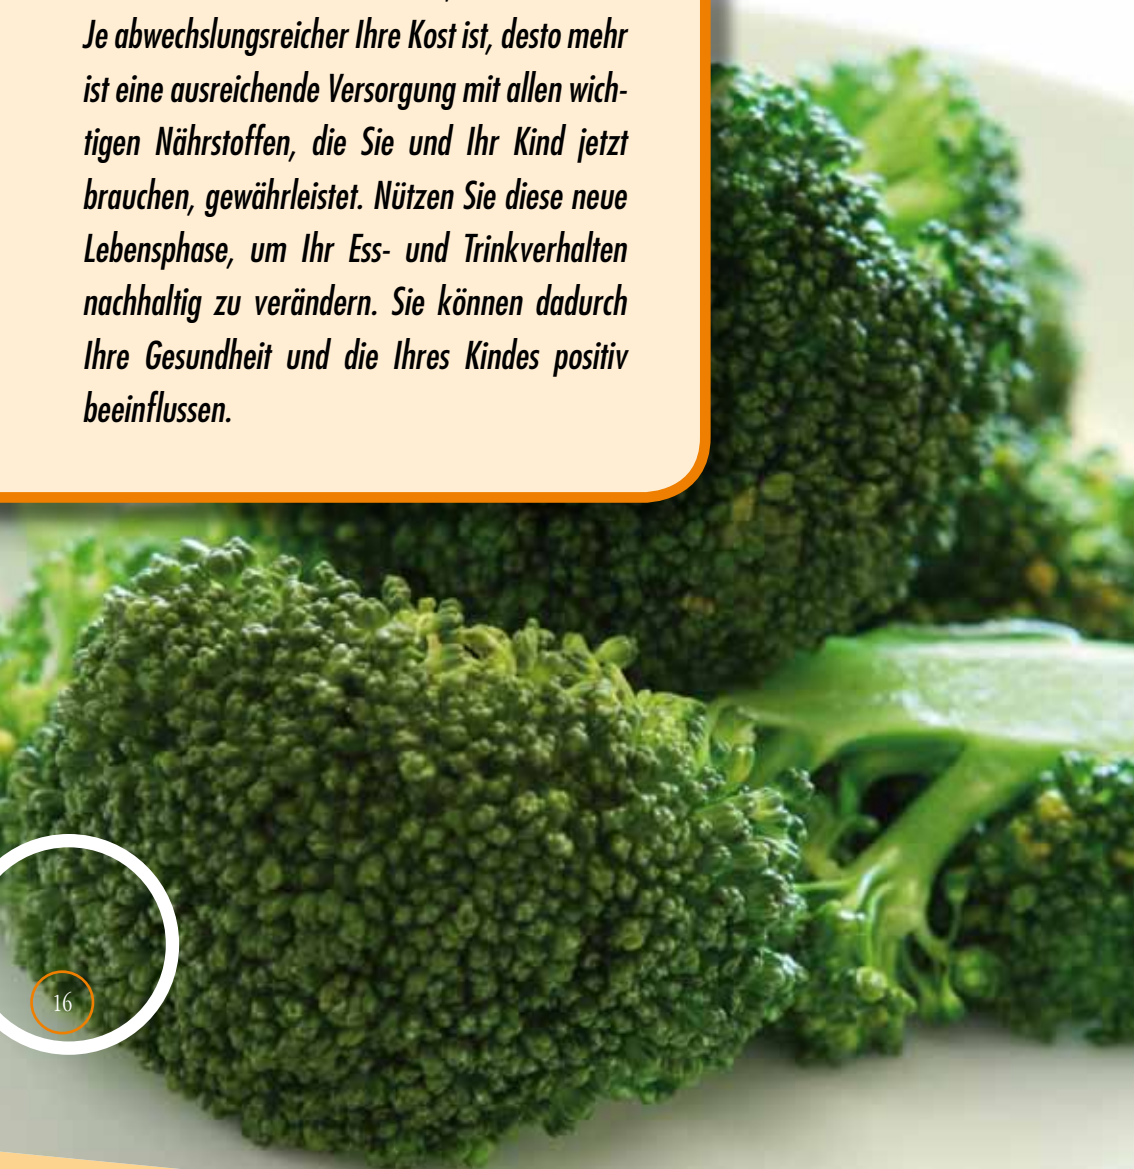 Je abwechslungsreicher Ihre Kost ist, desto mehr
ist eine ausreichende Versorgung mit allen wich-
tigen Nährstoffen, die Sie und Ihr Kind jetzt
brauchen, gewährleistet. Nützen Sie diese neue
Lebensphase, um Ihr Ess- und Trinkverhalten
nachhaltig zu verändern. Sie können dadurch
Ihre Gesundheit und die Ihres Kindes positiv
beeinflussen.
16